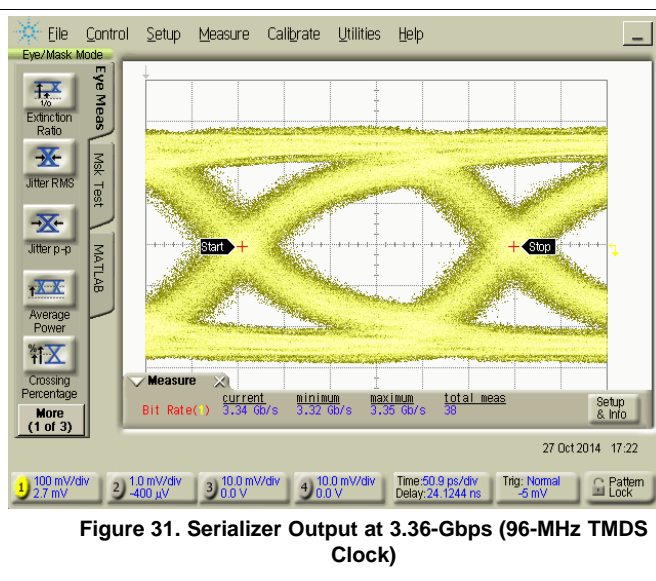 File Control Setup Measure Calibrate Utilities Help
Eye/Mask Mode
Eye Meas
Msk Test
MATLAB
1/0
Extinction
Ratio
Jitter RMS
Jitter p-p
Average
Power
Crossing
Percentage
More
(1 of 3)
Start
Stop
Measure
current minimum maximum total meas
Bit Rate(1) 3.34 Gb/s 3.32 Gb/s 3.35 Gb/s 38
Setup
& Info
27 Oct 2014 17:22
1 100 mV/div
2.7 mV
2 1.0 mV/div
-400 µV
3 10.0 mV/div
0.0 V
4 10.0 mV/div
0.0 V
Time:50.9 ps/div
Delay:24.1244 ns
Trig: Normal
-5 mV
Pattern
Lock
Figure 31. Serializer Output at 3.36-Gbps (96-MHz TMDS
Clock)